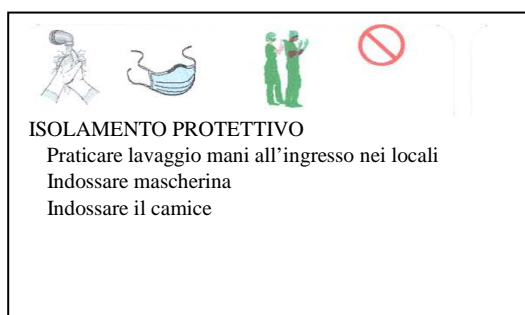 ISOLAMENTO PROTETTIVO
Praticare lavaggio mani all’ingresso nei locali
Indossare mascherina
Indossare il camice